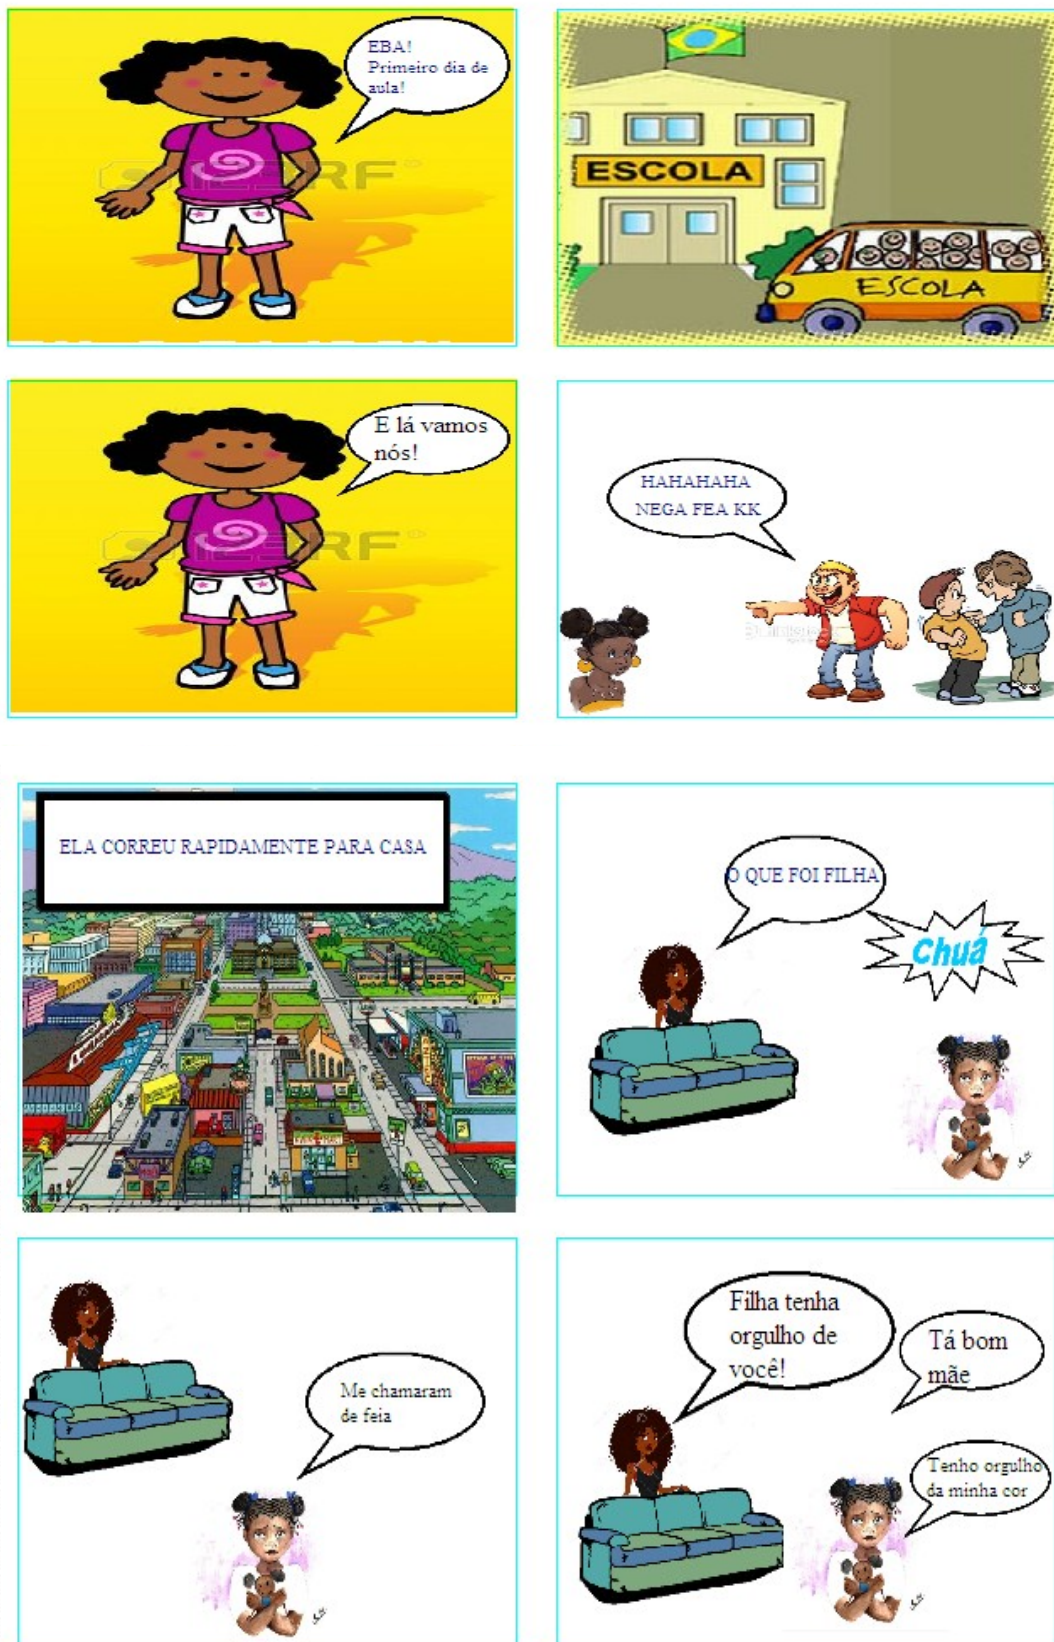 EBA!
Primeiro dia de
aula!
ESCOLA
ESCOLA
E lá vamos
nós!
HAHAHAHA
NEGA FEA KK
ELA CORREU RAPIDAMENTE PARA CASA
O QUE FOI FILHA
Chuá
Me chamaram
de feia
Filha tenha
orgulho de
você!
Tá bom
mãe
Tenho orgulho
da minha cor